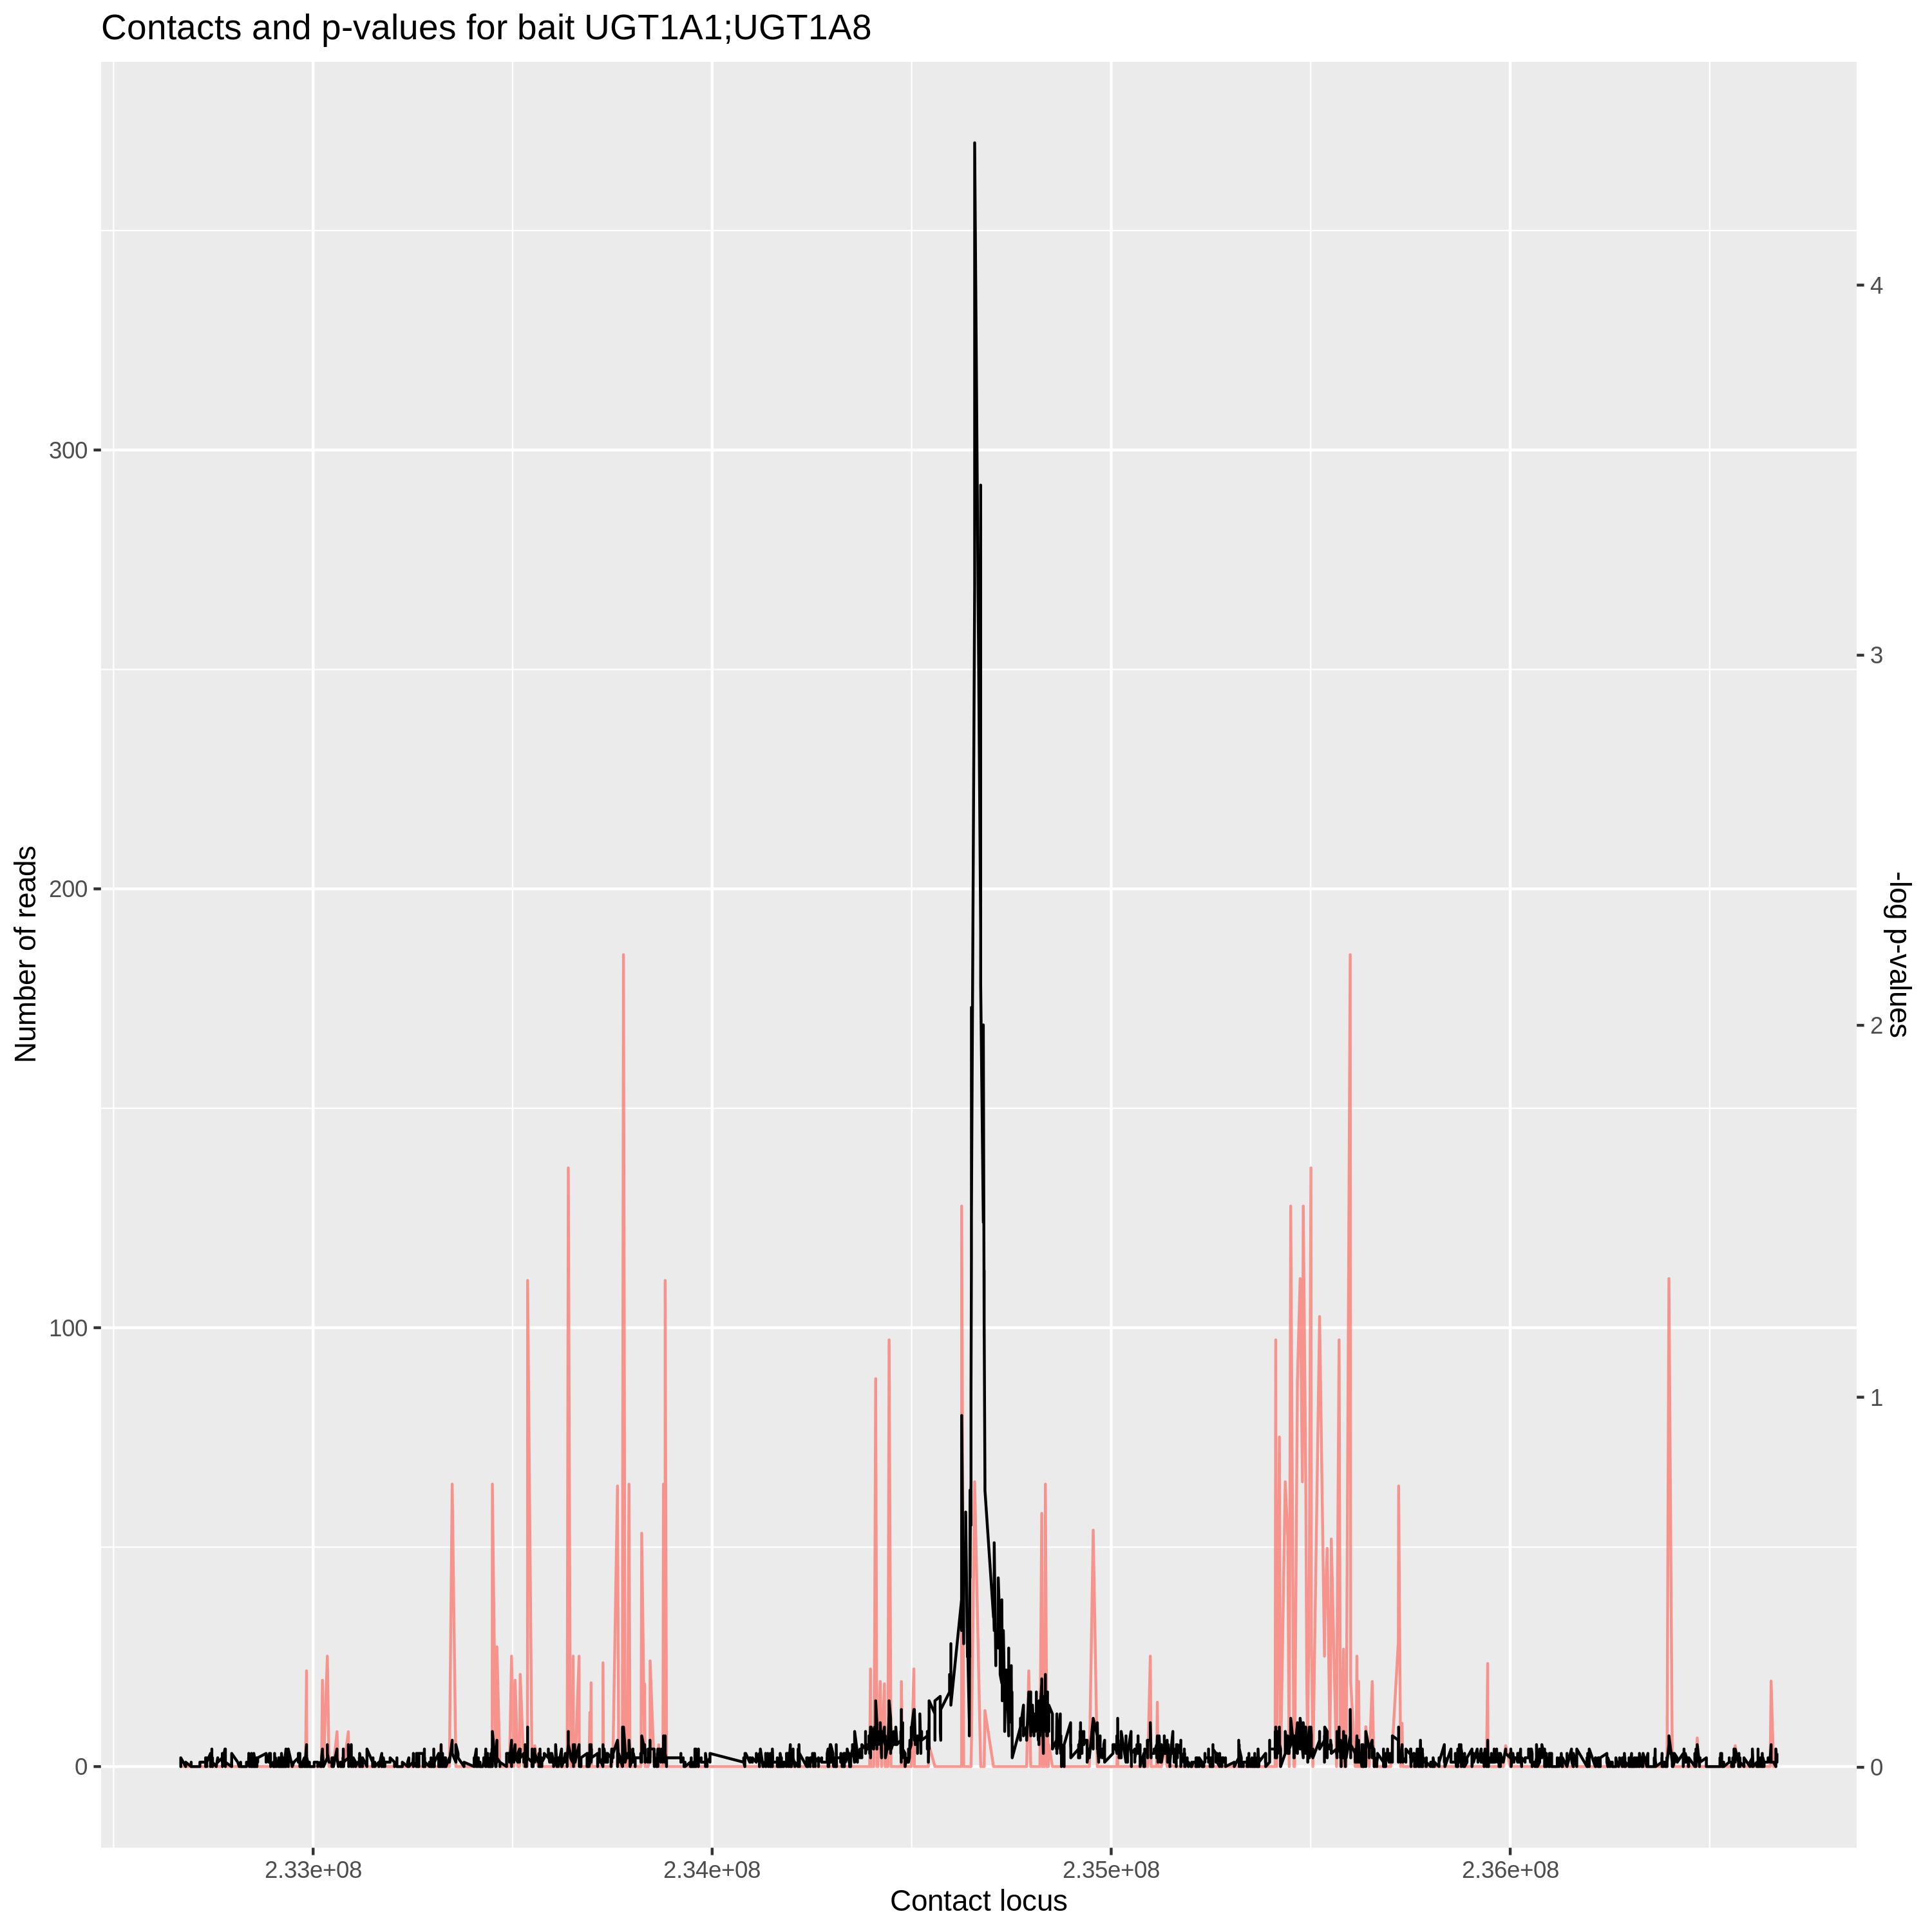 Contacts and p-values for bait UGT1A1;UGT1A8
Number of reads
300
200
100
0
4
3
2
1
0
-log p-values
2.33e+08 2.34e+08 2.35e+08 2.36e+08
Contact locus